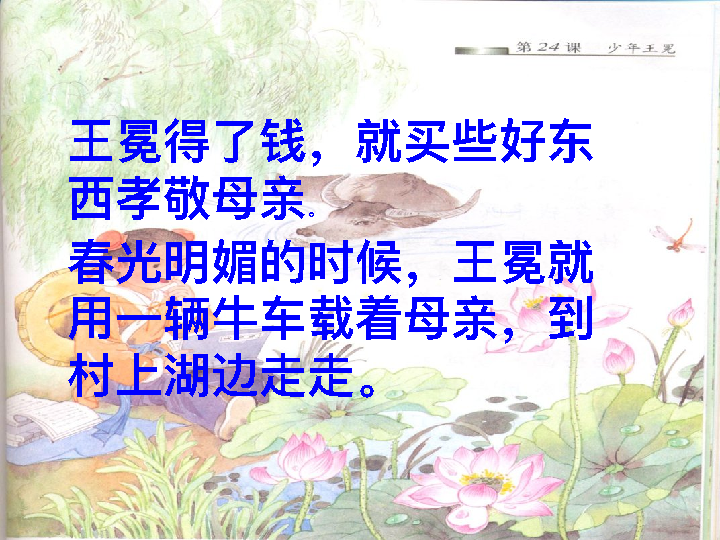 第24课 少年王冕
王冕得了钱，就买些好东
西孝敬母亲.
春光明媚的时候，王冕就
用一辆牛车载着母亲，到
村上湖边走走。